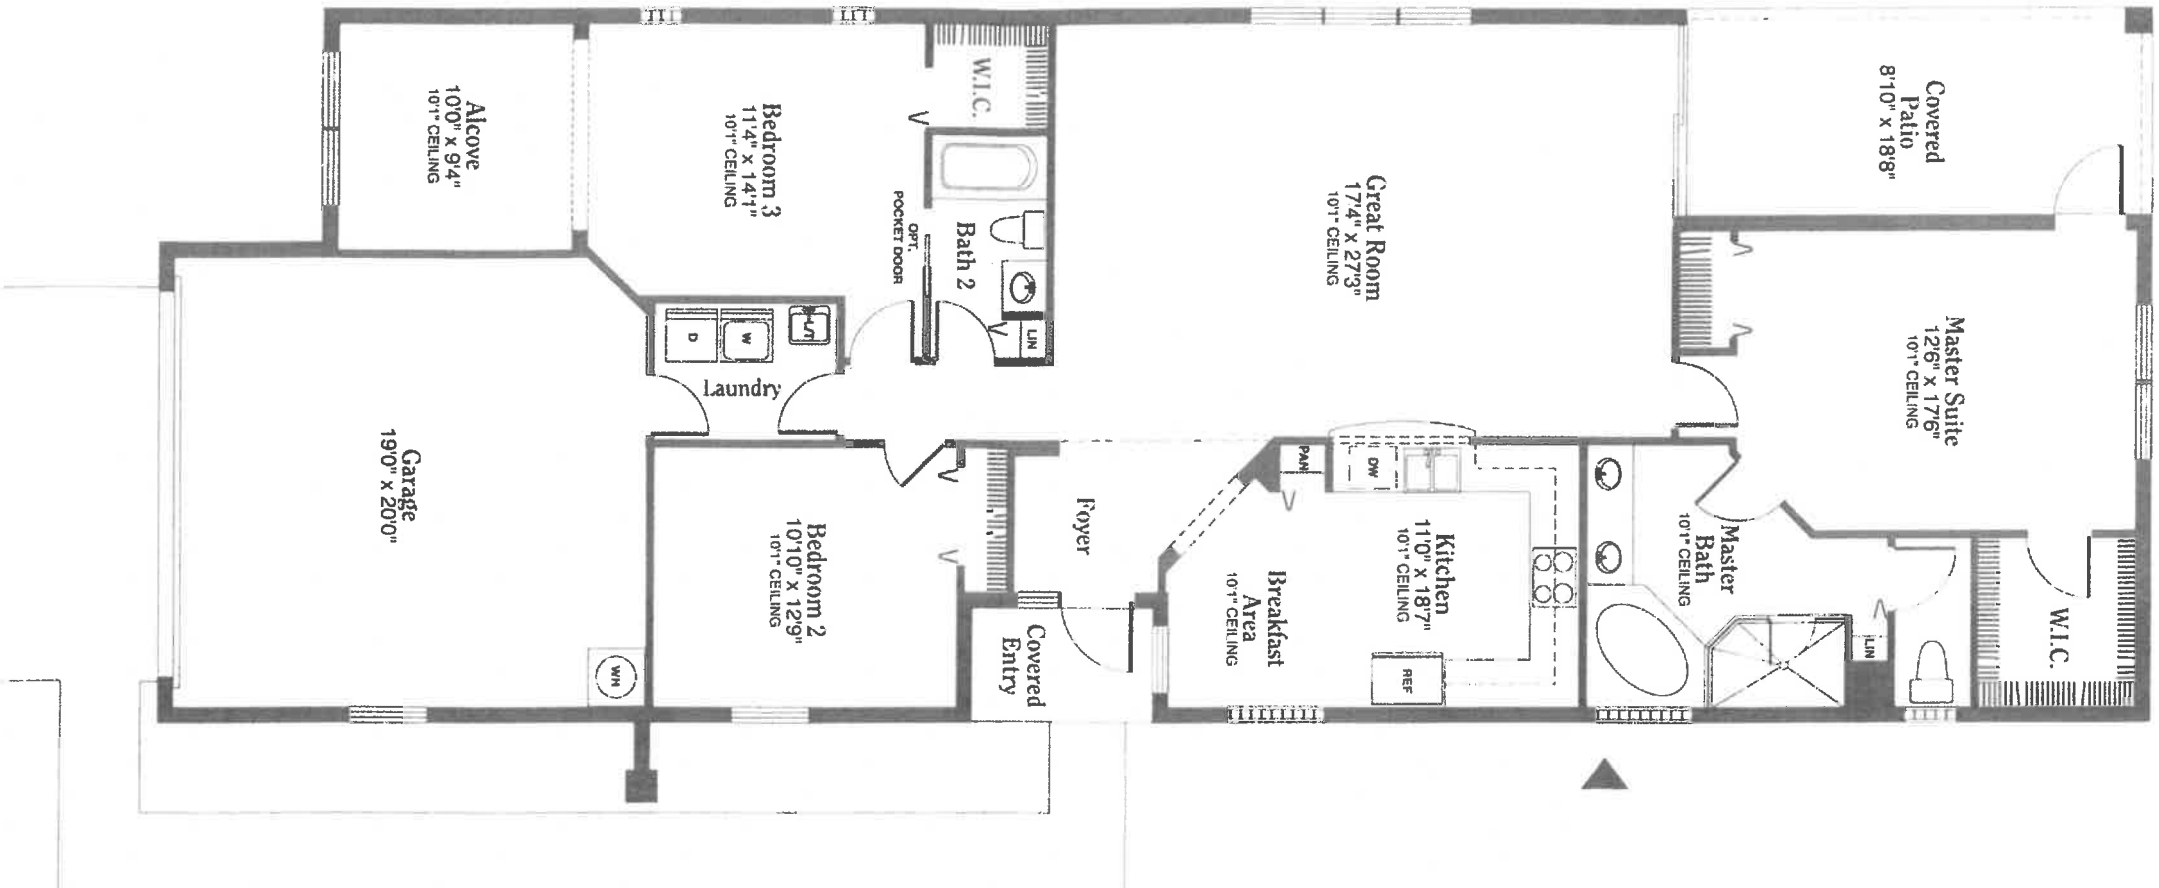 Covered
Patio
8'10" x 18'8"
Master Suite
12'6" x 17'6"
10'1" CEILING
W.I.C.
Master
Bath
10'1" CEILING
LIN
Great Room
17'4" x 27'3"
10'1" CEILING
Kitchen
11'0" x 18'7"
10'1" CEILING
PAN
DW
REF
Breakfast
Area
10'1" CEILING
Foyer
Covered
Entry
W.I.C.
Bath 2
LIN
OPT.
POCKET DOOR
Bedroom 3
11'4" x 14'1"
10'1" CEILING
Bedroom 2
10'10" x 12'9"
10'1" CEILING
LT
W
D
Laundry
Alcove
10'0" x 9'4"
10'1" CEILING
Garage
19'0" x 20'0"
WH